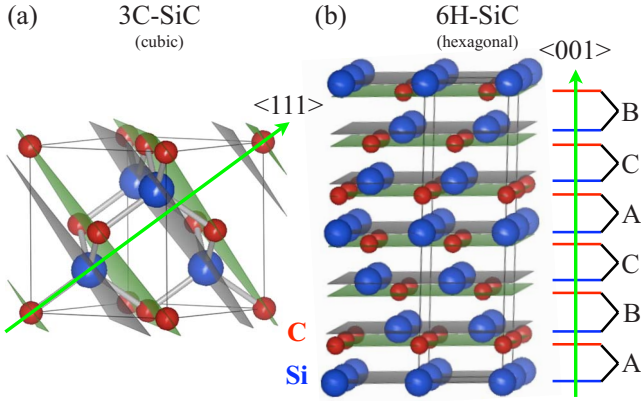 (a)
3C-SiC
(cubic)
<111>
(b)
6H-SiC
(hexagonal)
<001>
B
C
A
C
B
A
C
Si